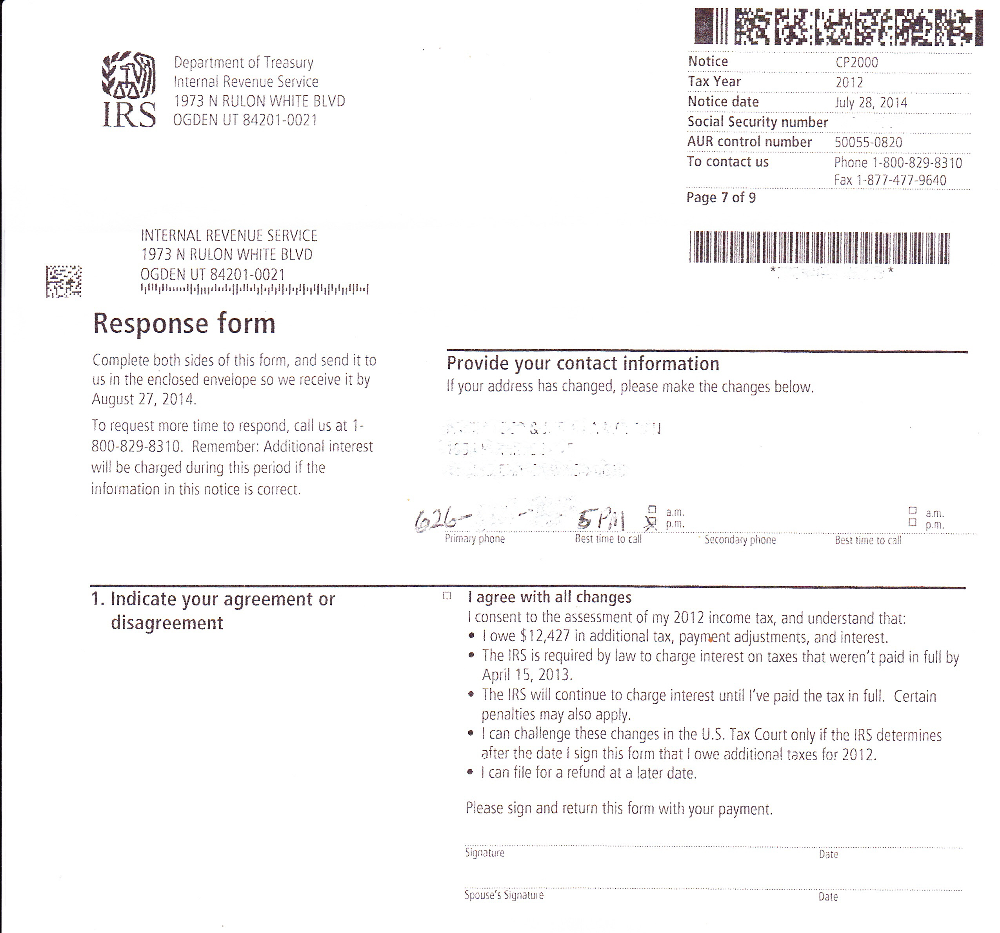 IRS
Department of Treasury
Internal Revenue Service
1973 N RULON WHITE BLVD
OGDEN UT 84201-0021
Notice CP2000
Tax Year 2012
Notice date July 28, 2014
Social Security number
AUR control number 50055-0820
To contact us Phone 1-800-829-8310
Fax 1-877-477-9640
Page 7 of 9
* *
INTERNAL REVENUE SERVICE
1973 N RULON WHITE BLVD
OGDEN UT 84201-0021
Response form
Complete both sides of this form, and send it to
us in the enclosed envelope so we receive it by
August 27, 2014.
To request more time to respond, call us at 1-
800-829-8310. Remember: Additional interest
will be charged during this period if the
information in this notice is correct.
Provide your contact information
If your address has changed, please make the changes below.
&
626- - 5 PM
a.m.
p.m.
a.m.
p.m.
Primary phone Best time to call Secondary phone Best time to call
1. Indicate your agreement or
disagreement
I agree with all changes
I consent to the assessment of my 2012 income tax, and understand that:
• I owe $12,427 in additional tax, payment adjustments, and interest.
• The IRS is required by law to charge interest on taxes that weren't paid in full by
April 15, 2013.
• The IRS will continue to charge interest until I've paid the tax in full. Certain
penalties may also apply.
• I can challenge these changes in the U.S. Tax Court only if the IRS determines
after the date I sign this form that I owe additional taxes for 2012.
• I can file for a refund at a later date.
Please sign and return this form with your payment.
Signature Date
Spouse's Signature Date